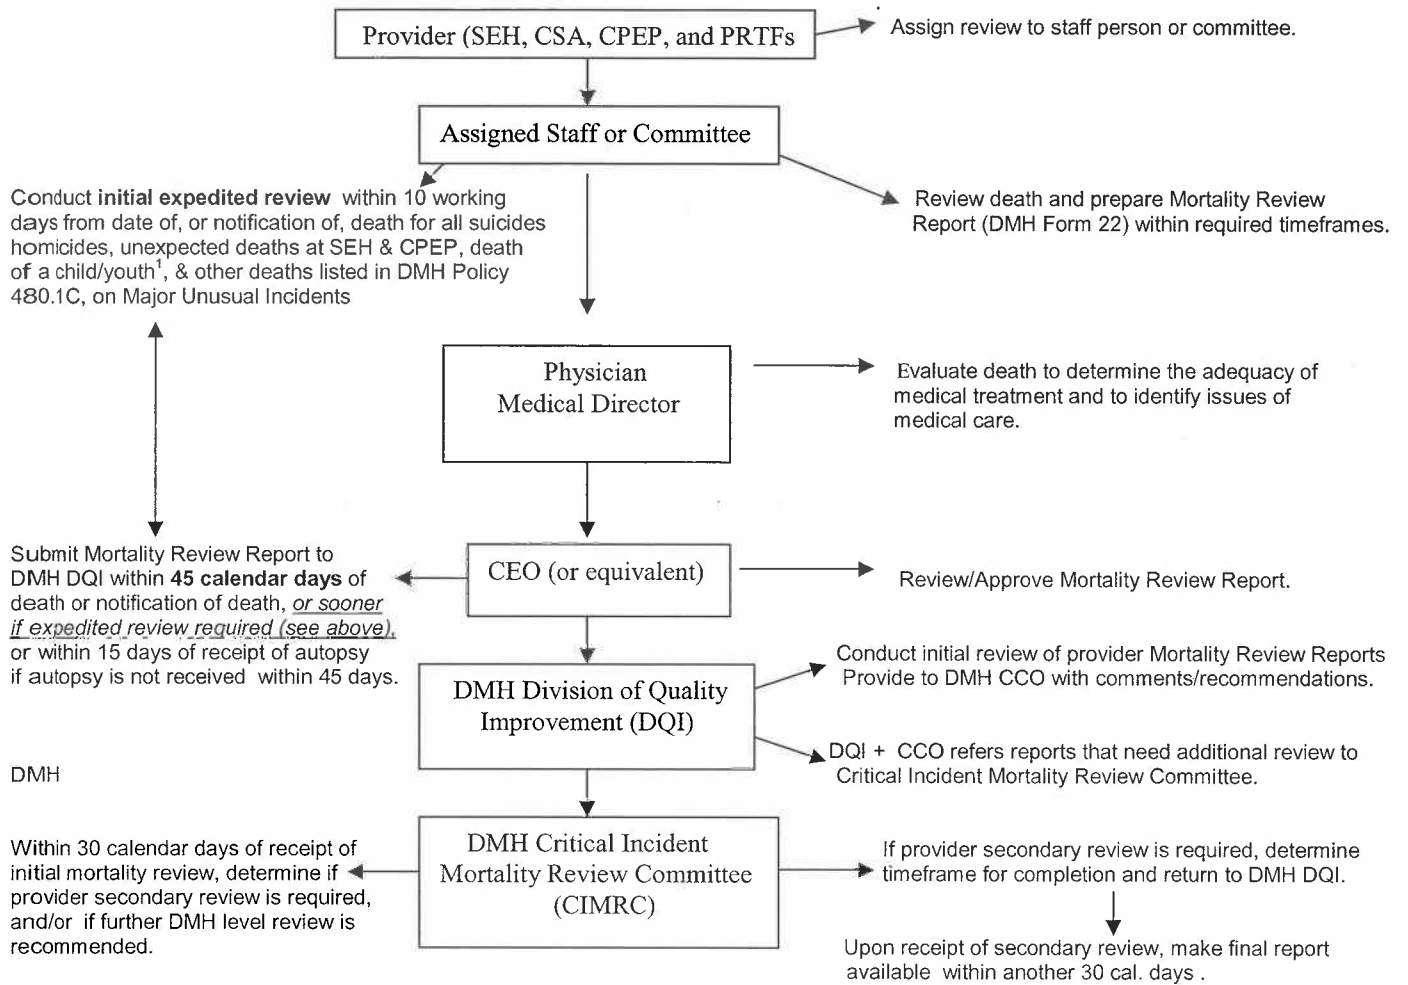 Provider (SEH, CSA, CPEP, and PRTFs
Assign review to staff person or committee.
Assigned Staff or Committee
Conduct initial expedited review within 10 working
days from date of, or notification of, death for all suicides
homicides, unexpected deaths at SEH & CPEP, death
of a child/youth¹, & other deaths listed in DMH Policy
480.1C, on Major Unusual Incidents
Review death and prepare Mortality Review
Report (DMH Form 22) within required timeframes.
Physician
Medical Director
Evaluate death to determine the adequacy of
medical treatment and to identify issues of
medical care.
Submit Mortality Review Report to
DMH DQI within 45 calendar days of
death or notification of death, or sooner
if expedited review required (see above),
or within 15 days of receipt of autopsy
if autopsy is not received within 45 days.
CEO (or equivalent)
Review/Approve Mortality Review Report.
DMH Division of Quality
Improvement (DQI)
Conduct initial review of provider Mortality Review Reports
Provide to DMH CCO with comments/recommendations.
DQI + CCO refers reports that need additional review to
Critical Incident Mortality Review Committee.
DMH
Within 30 calendar days of receipt of
initial mortality review, determine if
provider secondary review is required,
and/or if further DMH level review is
recommended.
DMH Critical Incident
Mortality Review Committee
(CIMRC)
If provider secondary review is required, determine
timeframe for completion and return to DMH DQI.
Upon receipt of secondary review, make final report
available within another 30 cal. days .